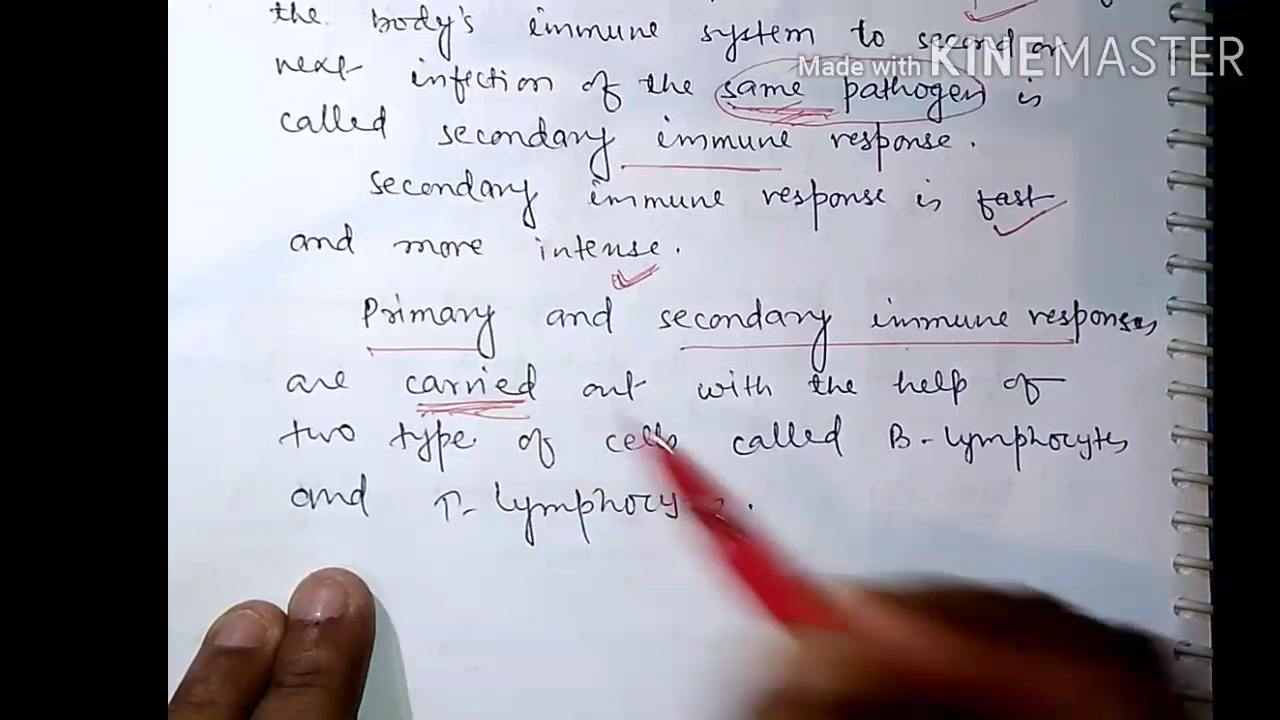 the body's immune system to second or
Made with KINEMASTER
next infection of the same pathogen is
called secondary immune response.
secondary immune response is fast
and more intense.
Primary and secondary immune responses
are carried out with the help of
two type of cells called B-lymphocytes
and T-lymphocy